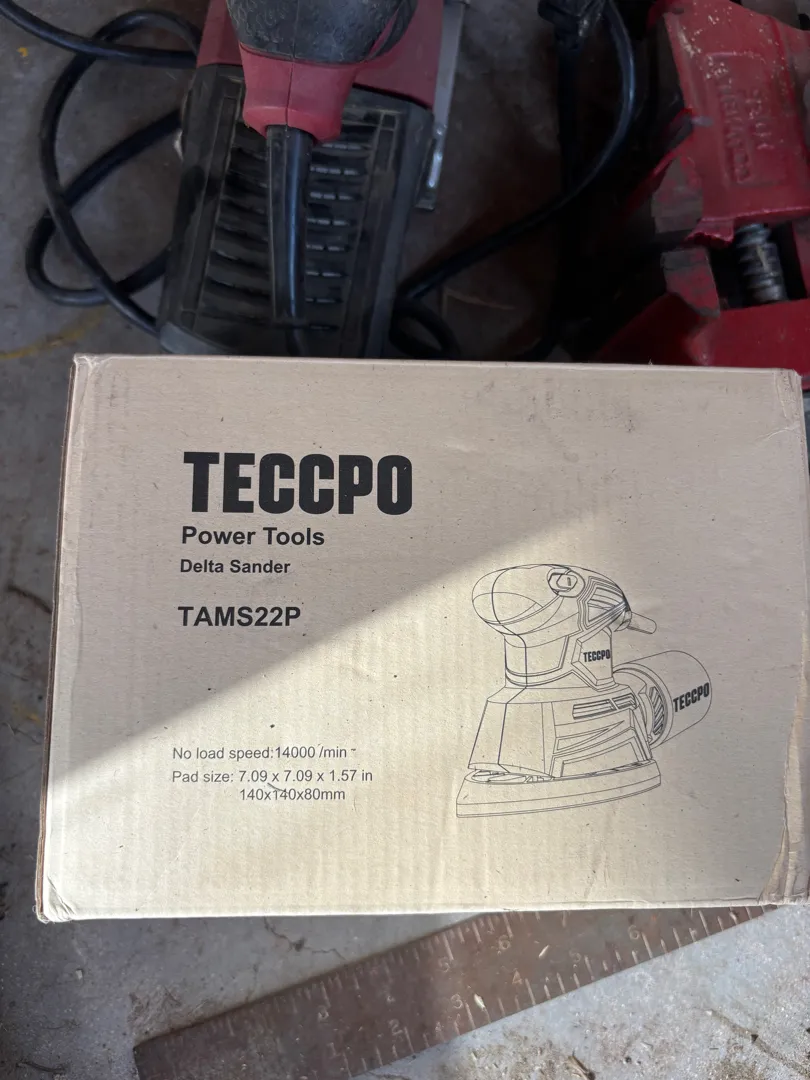 TECCPO
Power Tools
Delta Sander
TAMS22P
TECCPO
TECCPO
No load speed:14000 /min ~
Pad size: 7.09 x 7.09 x 1.57 in
140x140x80mm